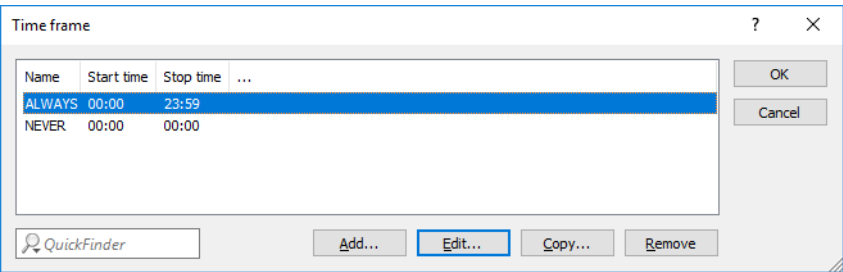 Time frame ?
Name Start time Stop time ...
ALWAYS 00:00 23:59
NEVER 00:00 00:00
OK
Cancel
QuickFinder Add... Edit... Copy... Remove